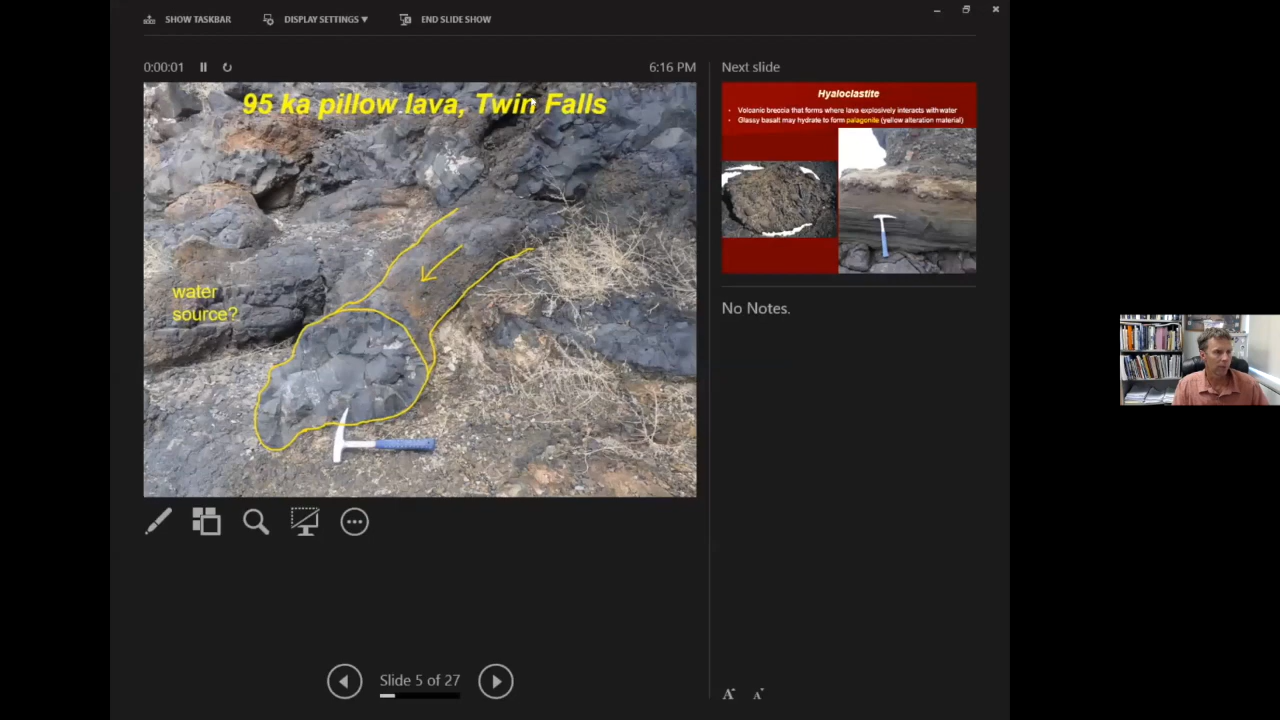 SHOW TASKBAR
DISPLAY SETTINGS ▼
END SLIDE SHOW
0:00:01
6:16 PM
95 ka pillow lava, Twin Falls
water
source?
Next slide
Hyaloclastite
• Volcanic breccia that forms where lava explosively interacts with water
• Glassy basalt may hydrate to form palagonite (yellow alteration material)
No Notes.
Slide 5 of 27
A A